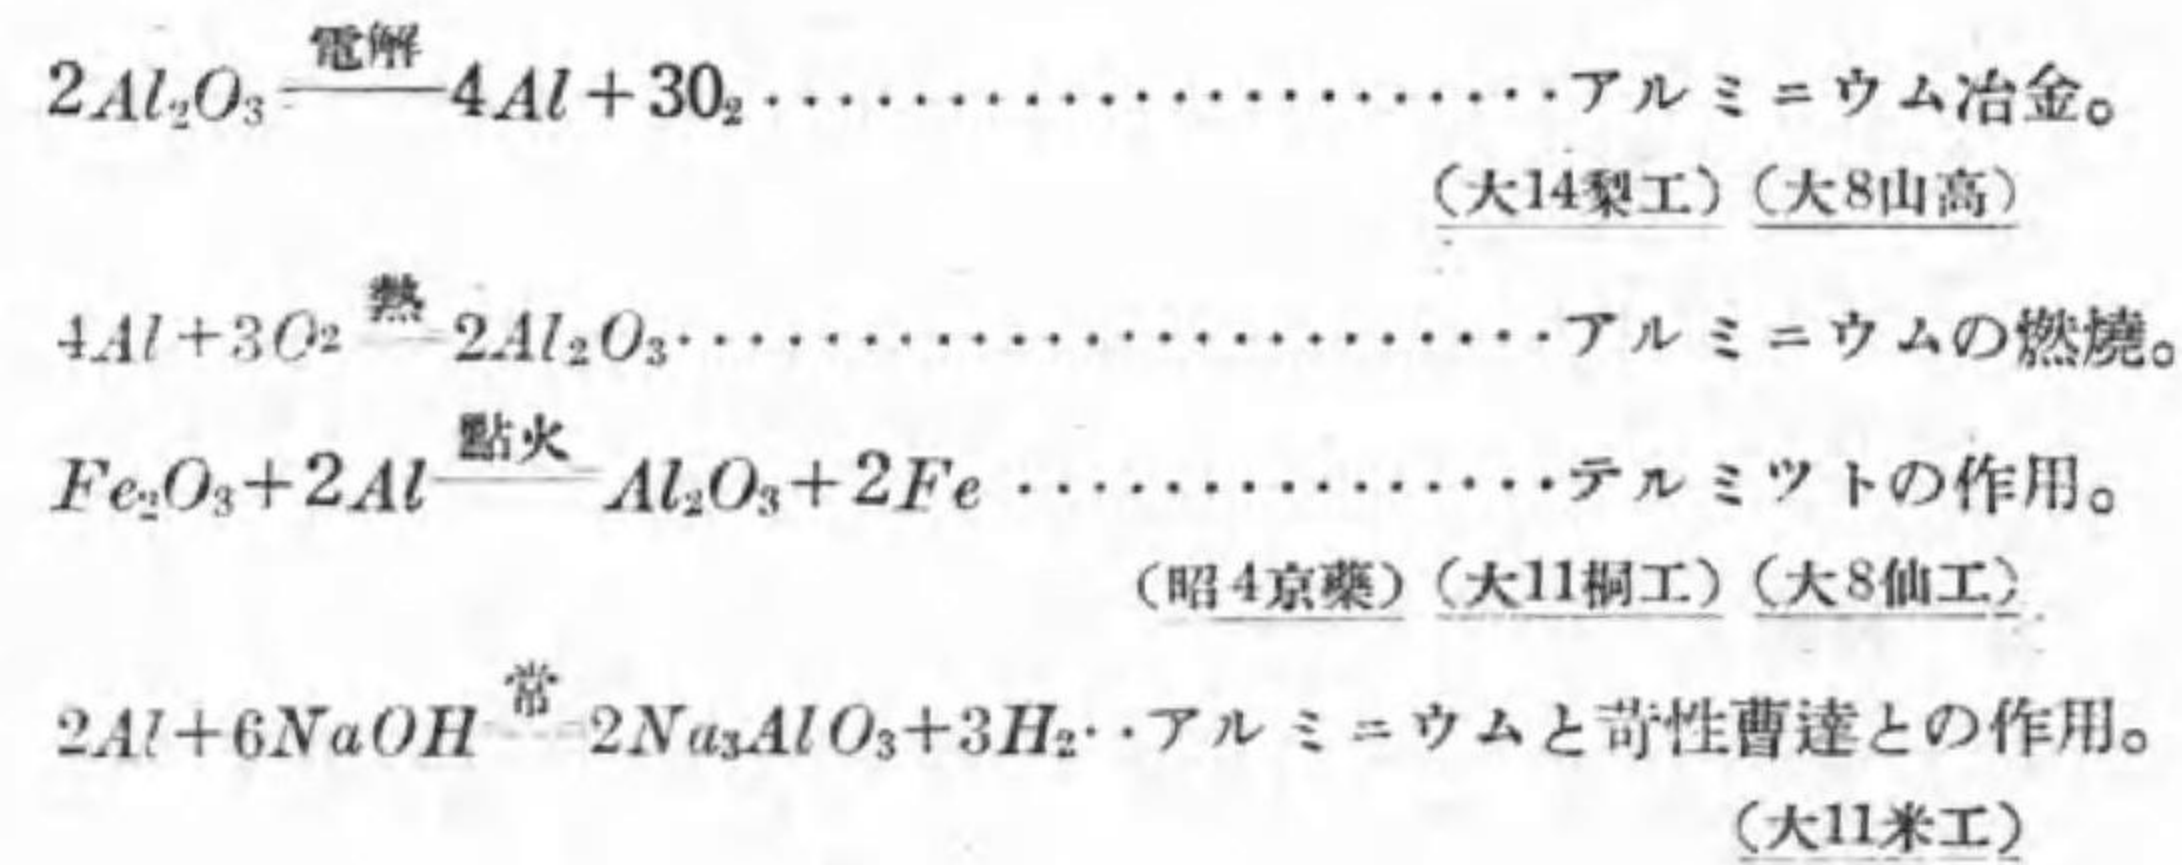 2Al₂O₃ 電解 4Al+3O₂ ························アルミニウム冶金。
(大14梨工)(大8山高)
4Al+3O₂ 熱 2Al₂O₃·························アルミニウムの燃燒。
Fe₂O₃+2Al 點火 Al₂O₃+2Fe ················テルミツトの作用。
(昭4京藥)(大11桐工)(大8仙工)
2Al+6NaOH 常 2Na₃AlO₃+3H₂··アルミニウムと苛性曹達との作用。
(大11米工)